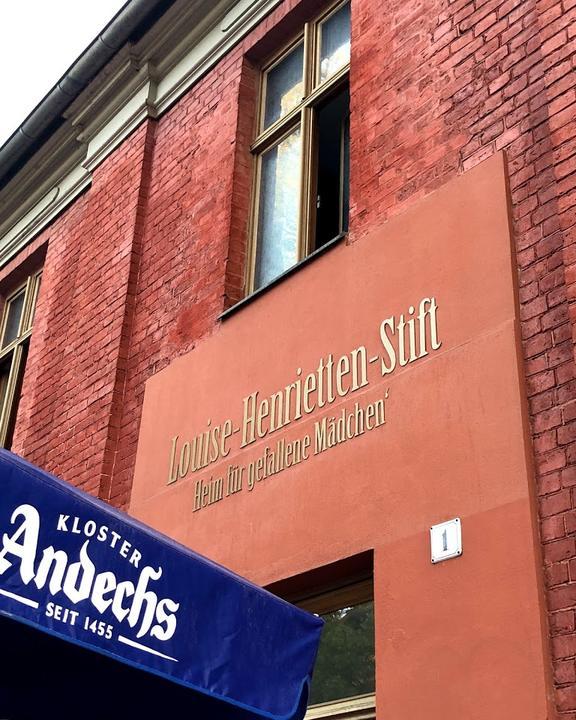 Louise-Henrietten-Stift
Heim für gefallene Mädchen‘
1
KLOSTER
Andechs
SEIT 1455